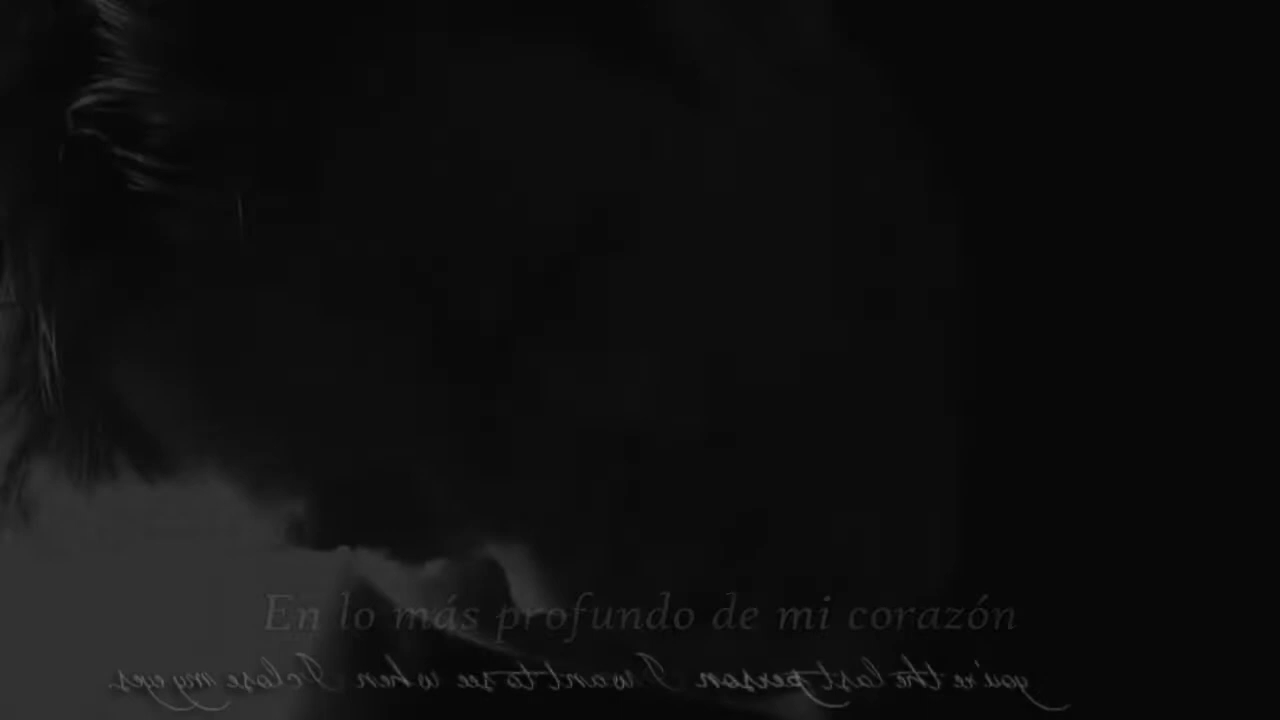 En lo más profundo de mi corazón
you're the last person I want to see when I close my eyes.